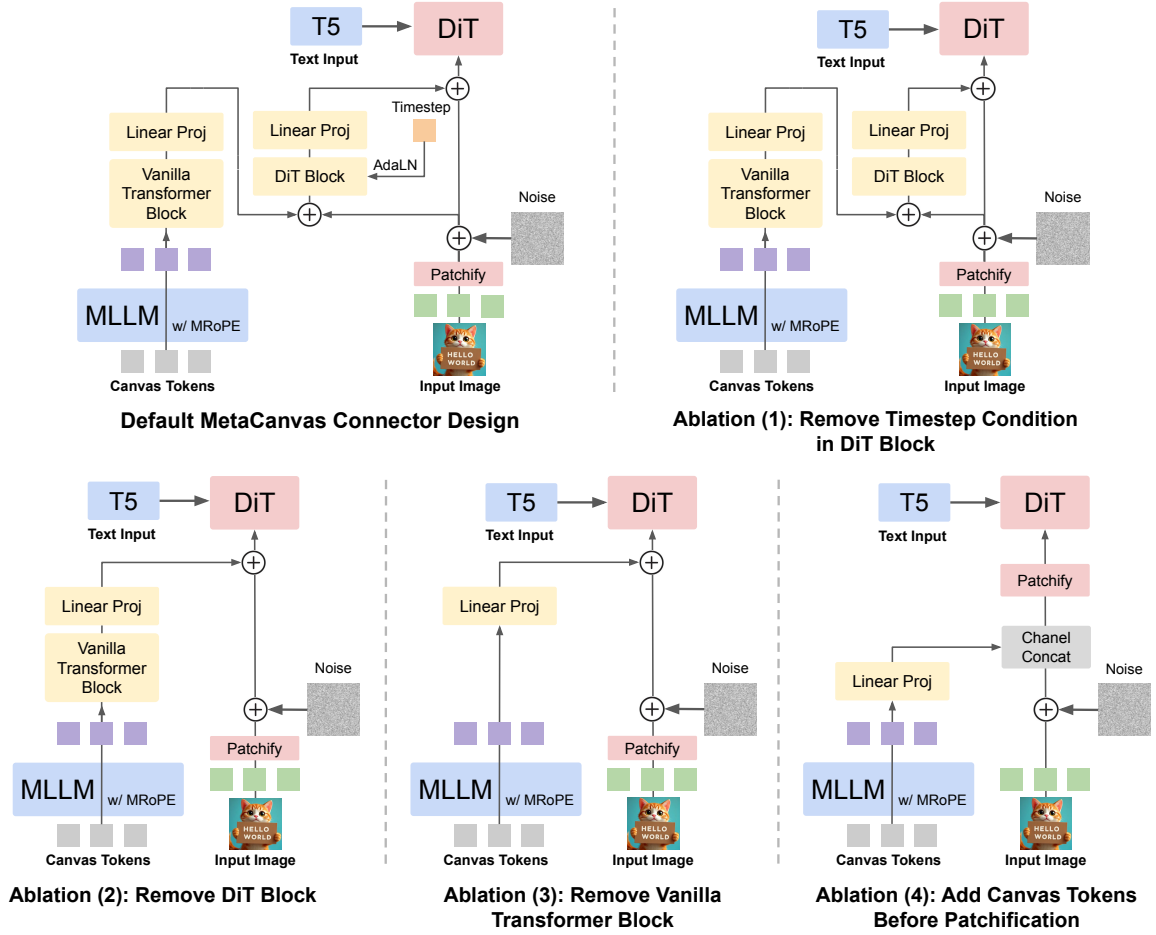 T5
Text Input
DiT
Linear Proj
Vanilla
Transformer
Block
Linear Proj
DiT Block
Timestep
AdaLN
Noise
Patchify
MLLM w/ MRoPE
HELLO
WORLD
Canvas Tokens
Input Image
Default MetaCanvas Connector Design
T5
Text Input
DiT
Linear Proj
Vanilla
Transformer
Block
Linear Proj
DiT Block
Noise
Patchify
MLLM w/ MRoPE
HELLO
WORLD
Canvas Tokens
Input Image
Ablation (1): Remove Timestep Condition
in DiT Block
T5
Text Input
DiT
Linear Proj
Vanilla
Transformer
Block
Noise
Patchify
MLLM w/ MRoPE
HELLO
WORLD
Canvas Tokens
Input Image
Ablation (2): Remove DiT Block
T5
Text Input
DiT
Linear Proj
Noise
Patchify
MLLM w/ MRoPE
HELLO
WORLD
Canvas Tokens
Input Image
Ablation (3): Remove Vanilla
Transformer Block
T5
Text Input
DiT
Patchify
Chanel
Concat
Linear Proj
Noise
MLLM w/ MRoPE
HELLO
WORLD
Canvas Tokens
Input Image
Ablation (4): Add Canvas Tokens
Before Patchification